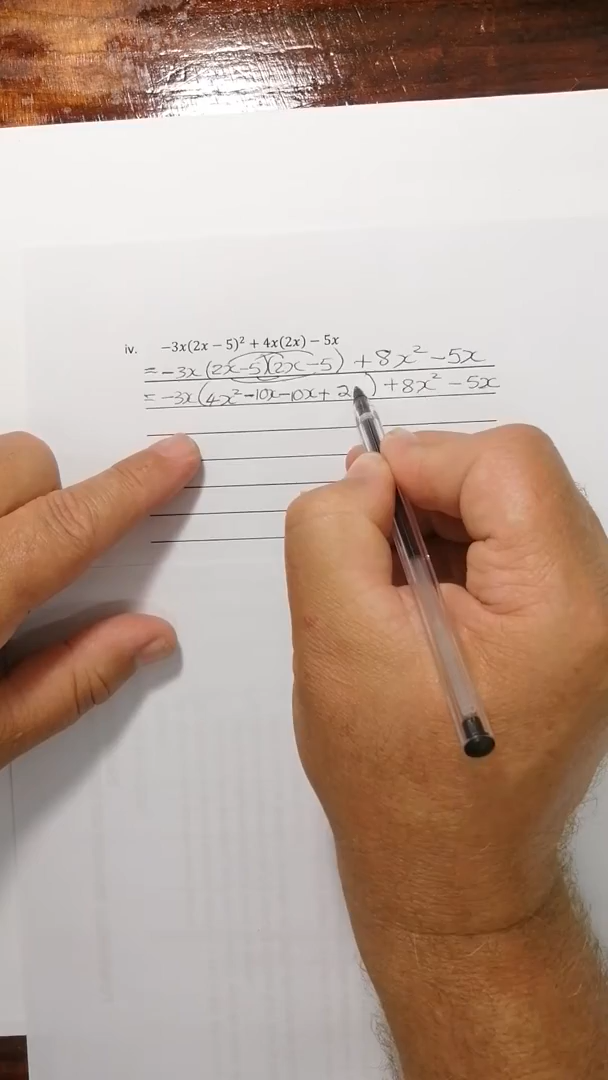 iv. −3x(2x − 5)² + 4x(2x) − 5x
= −3x (2x −5)(2x −5) + 8x² − 5x
= −3x (4x² −10x −10x + 2 ) + 8x² − 5x